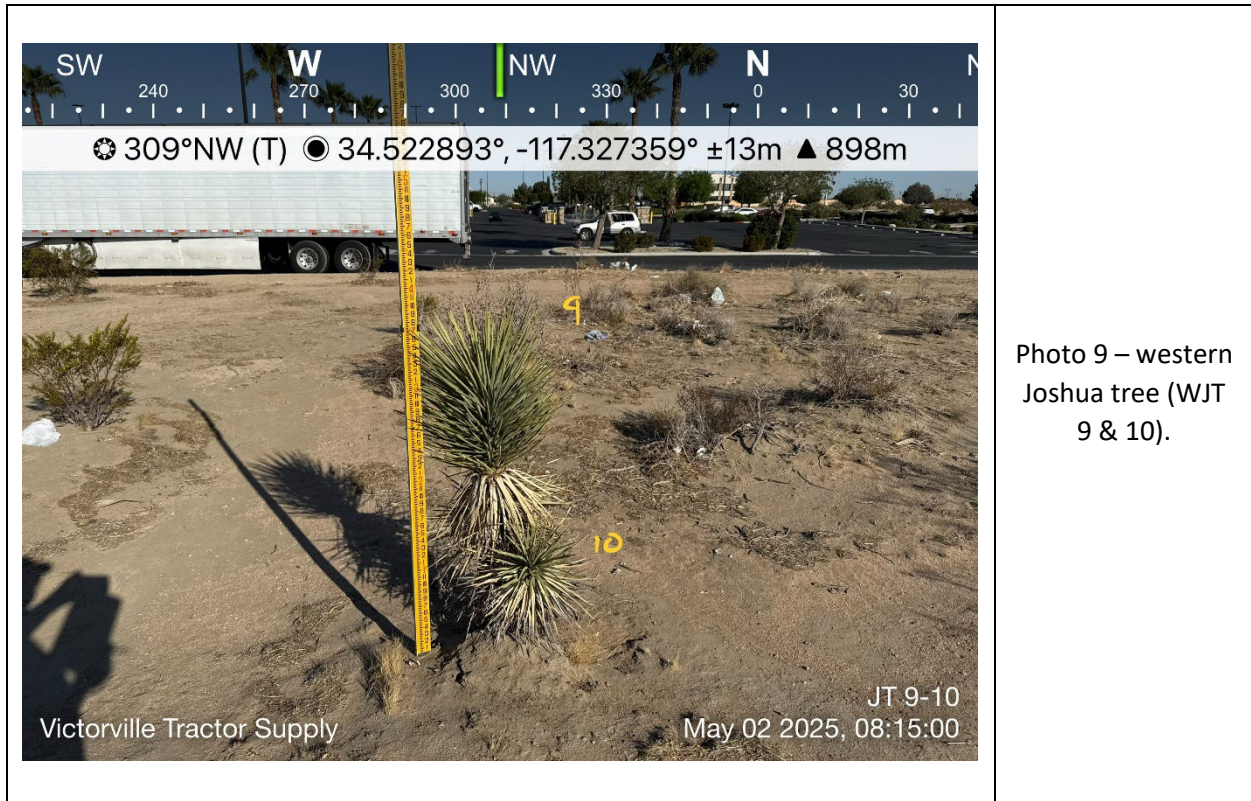 SW W NW N N
240 270 300 330 0 30
309°NW (T) 34.522893°, -117.327359° ±13m ▲ 898m
9
10
JT 9-10
Victorville Tractor Supply May 02 2025, 08:15:00
Photo 9 – western
Joshua tree (WJT
9 & 10).